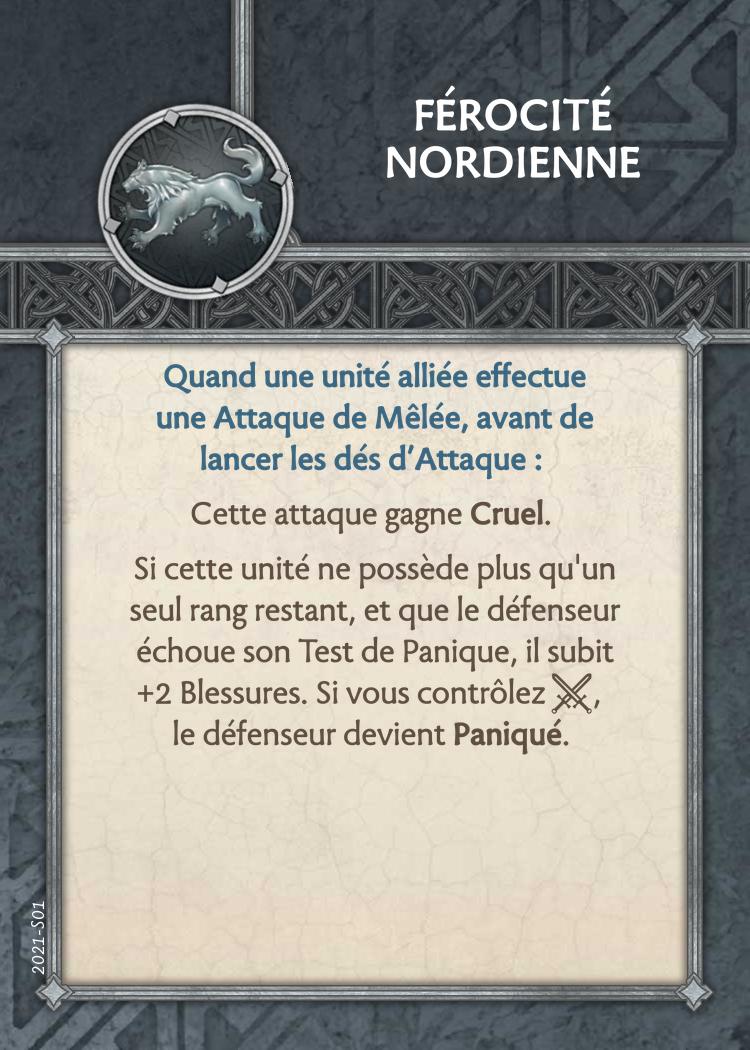 FÉROCITÉ
NORDIENNE
Quand une unité alliée effectue
une Attaque de Mêlée, avant de
lancer les dés d'Attaque :
Cette attaque gagne Cruel.
Si cette unité ne possède plus qu'un
seul rang restant, et que le défenseur
échoue son Test de Panique, il subit
+2 Blessures. Si vous contrôlez ,
le défenseur devient Paniqué.
2021-S01